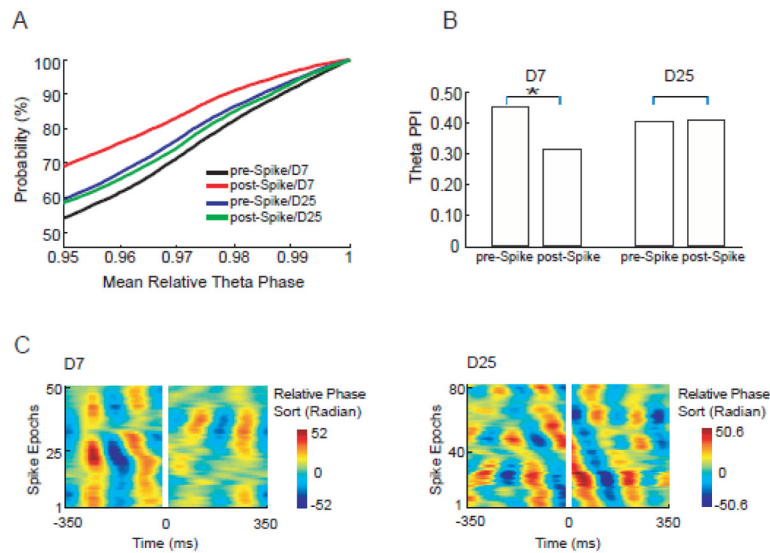 A
Probability (%)
100
90
80
70
60
50
0.95
0.96
0.97
0.98
0.99
1
Mean Relative Theta Phase
pre-Spike/D7
post-Spike/D7
pre-Spike/D25
post-Spike/D25
B
D7
D25
*
Theta PPI
0.50
0.40
0.30
0.20
0.10
0
pre-Spike
post-Spike
pre-Spike
post-Spike
C
D7
Spike Epochs
50
25
1
-350
0
350
Time (ms)
Relative Phase
Sort (Radian)
52
0
-52
D25
Spike Epochs
80
40
1
-350
0
350
Time (ms)
Relative Phase
Sort (Radian)
50.6
0
-50.6